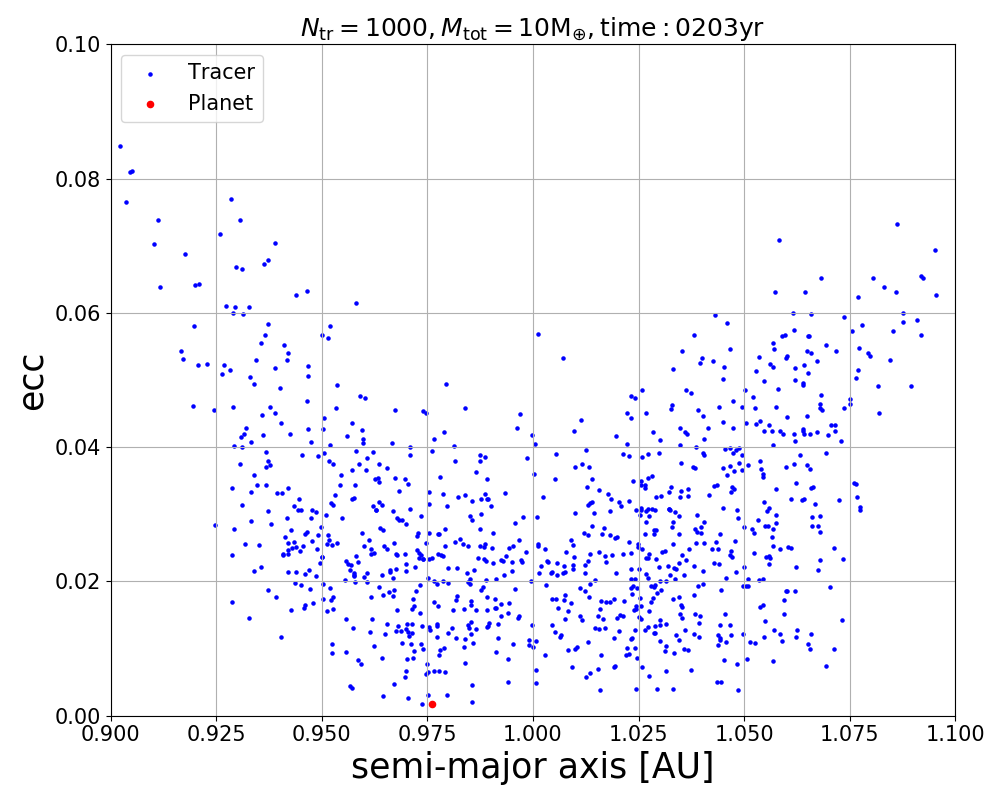 N_tr = 1000, M_tot = 10M_⊕, time : 0203yr
Tracer
Planet
ecc
0.10
0.08
0.06
0.04
0.02
0.00
0.900 0.925 0.950 0.975 1.000 1.025 1.050 1.075 1.100
semi-major axis [AU]